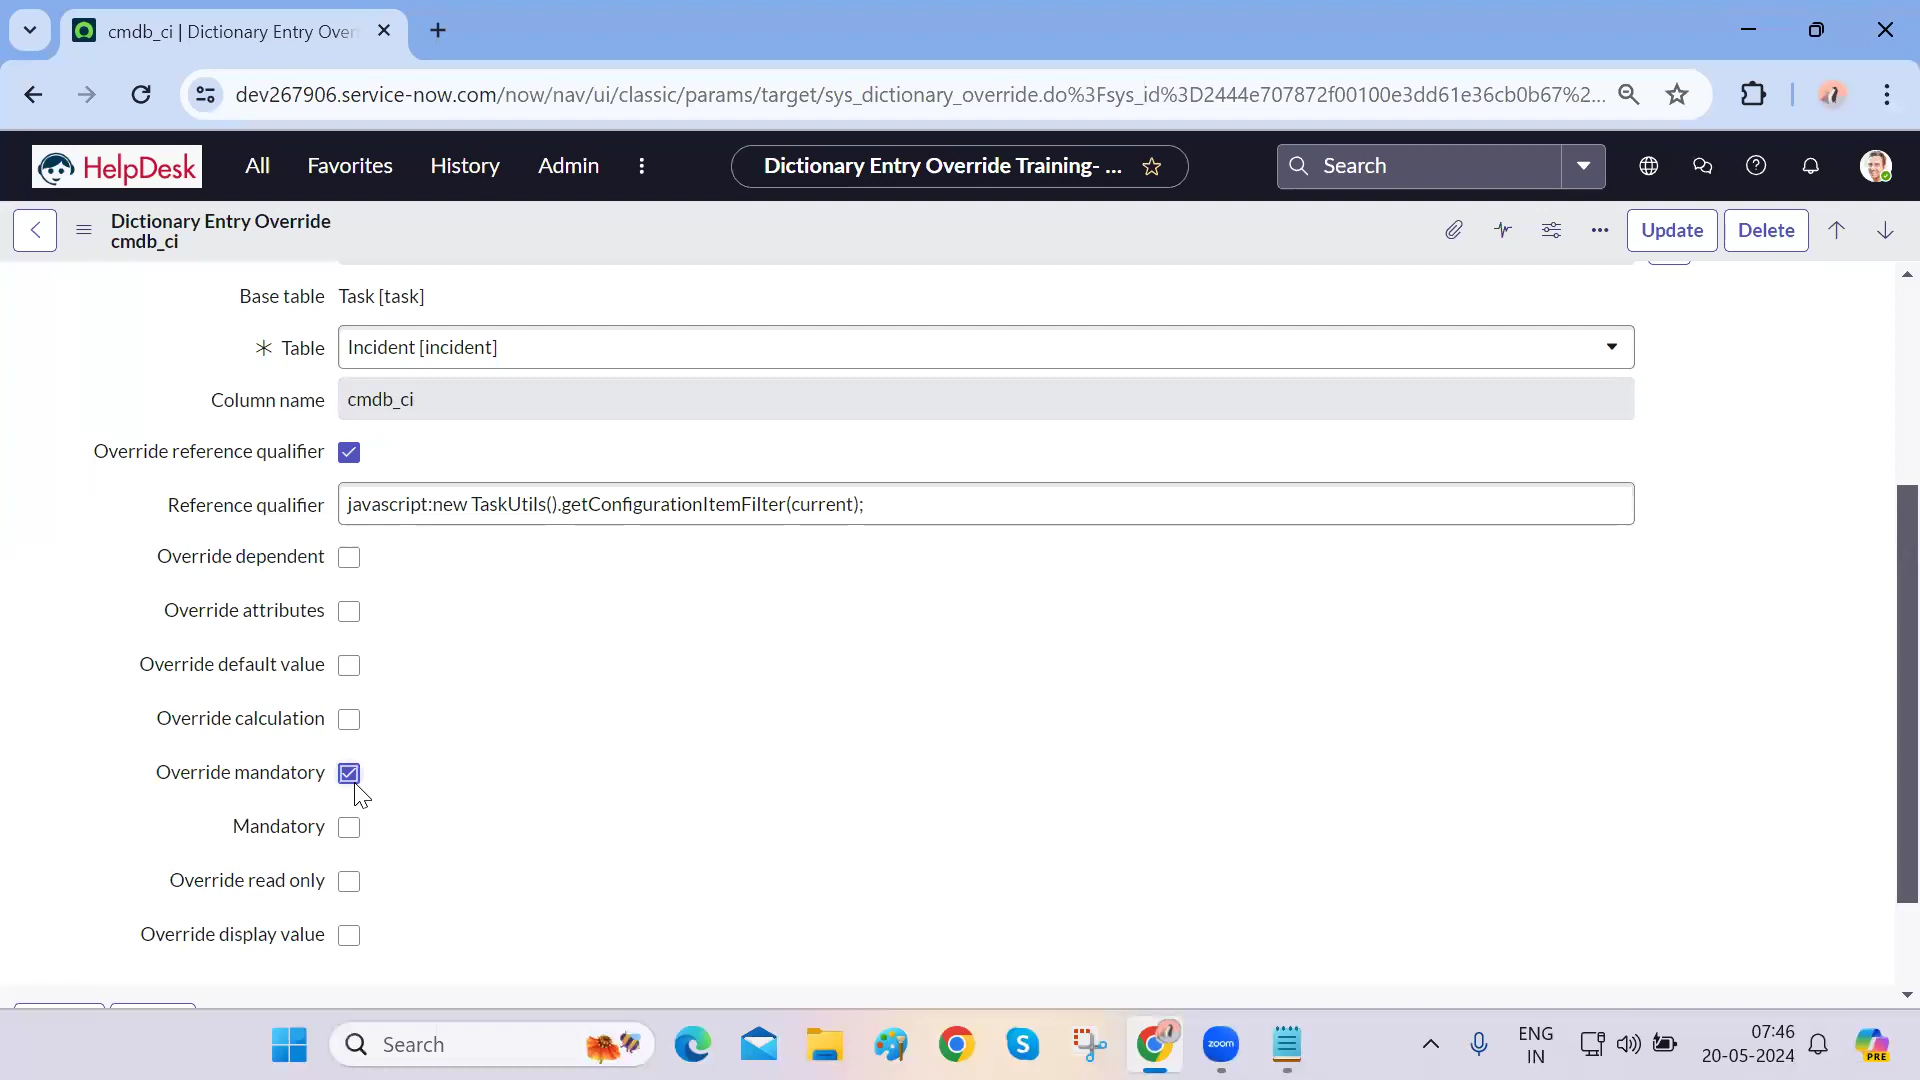 cmdb_ci | Dictionary Entry Over
dev267906.service-now.com/now/nav/ui/classic/params/target/sys_dictionary_override.do%3Fsys_id%3D2444e707872f00100e3dd61e36cb0b67%2...
HelpDesk
All
Favorites
History
Admin
Dictionary Entry Override Training- ...
Search
Dictionary Entry Override
cmdb_ci
Update
Delete
Base table Task [task]
Table Incident [incident]
Column name cmdb_ci
Override reference qualifier
Reference qualifier javascript:new TaskUtils().getConfigurationItemFilter(current);
Override dependent
Override attributes
Override default value
Override calculation
Override mandatory
Mandatory
Override read only
Override display value
Search
S
zoom
ENG
IN
07:46
20-05-2024
PRE